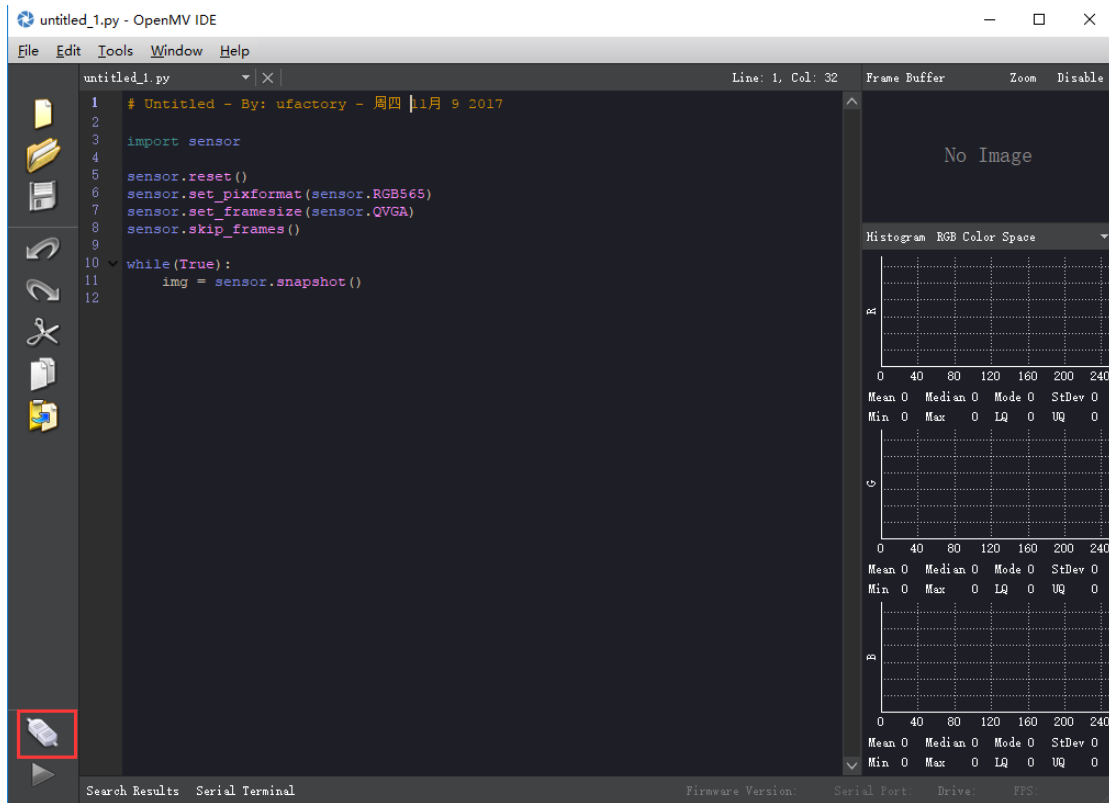 untitled_1.py - OpenMV IDE
File Edit Tools Window Help
untitled_1.py
Line: 1, Col: 32
1 # Untitled - By: ufactory - 周四 11月 9 2017
2
3 import sensor
4
5 sensor.reset()
6 sensor.set_pixformat(sensor.RGB565)
7 sensor.set_framesize(sensor.QVGA)
8 sensor.skip_frames()
9
10 while(True):
11 img = sensor.snapshot()
12
Frame Buffer Zoom Disable
No Image
Histogram RGB Color Space
R
0 40 80 120 160 200 240
Mean 0 Median 0 Mode 0 StDev 0
Min 0 Max 0 LQ 0 UQ 0
G
0 40 80 120 160 200 240
Mean 0 Median 0 Mode 0 StDev 0
Min 0 Max 0 LQ 0 UQ 0
B
0 40 80 120 160 200 240
Mean 0 Median 0 Mode 0 StDev 0
Min 0 Max 0 LQ 0 UQ 0
Search Results Serial Terminal
Firmware Version: Serial Port: Drive: FPS: